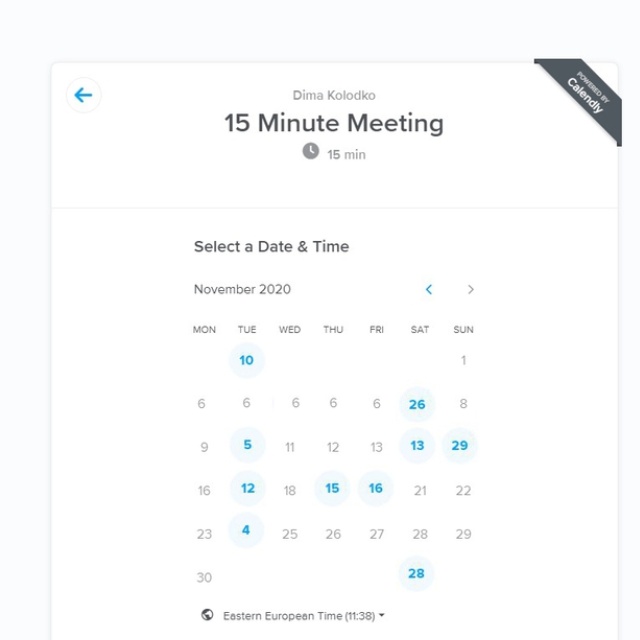 POWERED BY
Calendly
Dima Kolodko
15 Minute Meeting
15 min
Select a Date & Time
November 2020
MON TUE WED THU FRI SAT SUN
10 1
6 6 6 6 6 26 8
9 5 11 12 13 13 29
16 12 18 15 16 21 22
23 4 25 26 27 28 29
30 28
Eastern European Time (11:38)